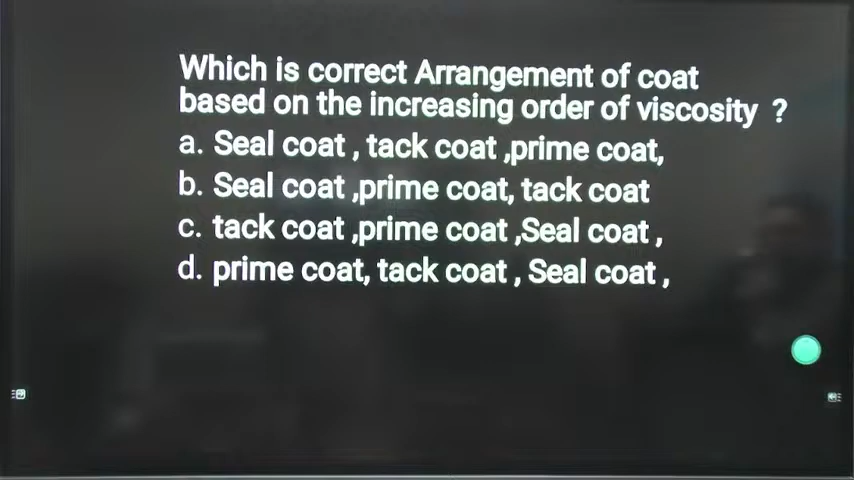 Which is correct Arrangement of coat
based on the increasing order of viscosity ?
a. Seal coat , tack coat ,prime coat,
b. Seal coat ,prime coat, tack coat
c. tack coat ,prime coat ,Seal coat ,
d. prime coat, tack coat , Seal coat ,